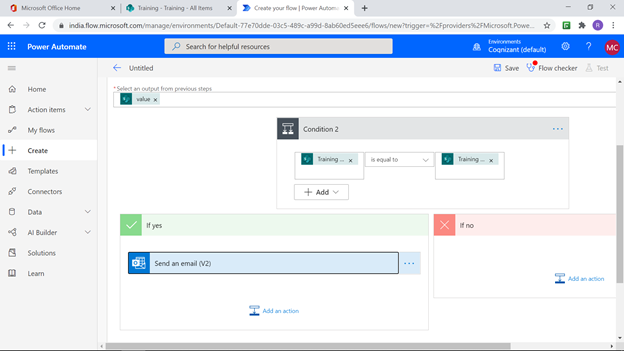 Microsoft Office Home
Training - Training - All Items
Create your flow | Power Automate
india.flow.microsoft.com/manage/environments/Default-77e70dde-03c5-489c-a99d-8ab60ed5eee6/flows/new?trigger=%2Fproviders%2FMicrosoft.Powe...
R
Power Automate
Search for helpful resources
Environments
Coqnizant (default)
?
MC
Untitled
Save
Flow checker
Test
Home
Action items
My flows
Create
Templates
Connectors
Data
AI Builder
Solutions
Learn
*Select an output from previous steps
value x
Condition 2
...
Training ... x
is equal to
Training ... x
+ Add
If yes
If no
Send an email (V2)
...
Add an action
Add an action